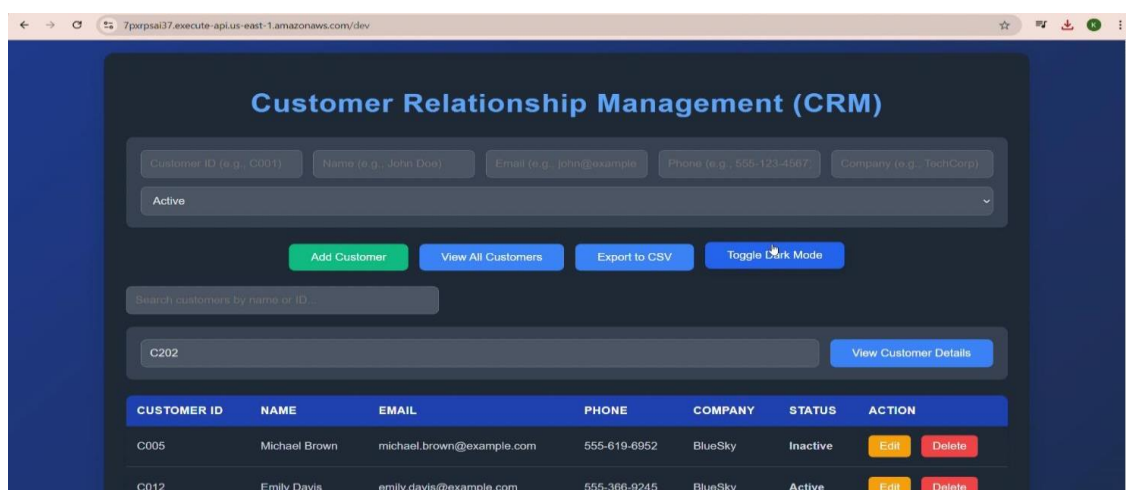 7pxrpsai37.execute-api.us-east-1.amazonaws.com/dev
K
Customer Relationship Management (CRM)
Customer ID (e.g., C001) Name (e.g., John Doe) Email (e.g., john@example Phone (e.g., 555-123-4567) Company (e.g., TechCorp)
Active
Add Customer View All Customers Export to CSV Toggle Dark Mode
Search customers by name or ID...
C202 View Customer Details
CUSTOMER ID NAME EMAIL PHONE COMPANY STATUS ACTION
C005 Michael Brown michael.brown@example.com 555-619-6952 BlueSky Inactive Edit Delete
C012 Emily Davis emily.davis@example.com 555-366-9245 BlueSky Active Edit Delete